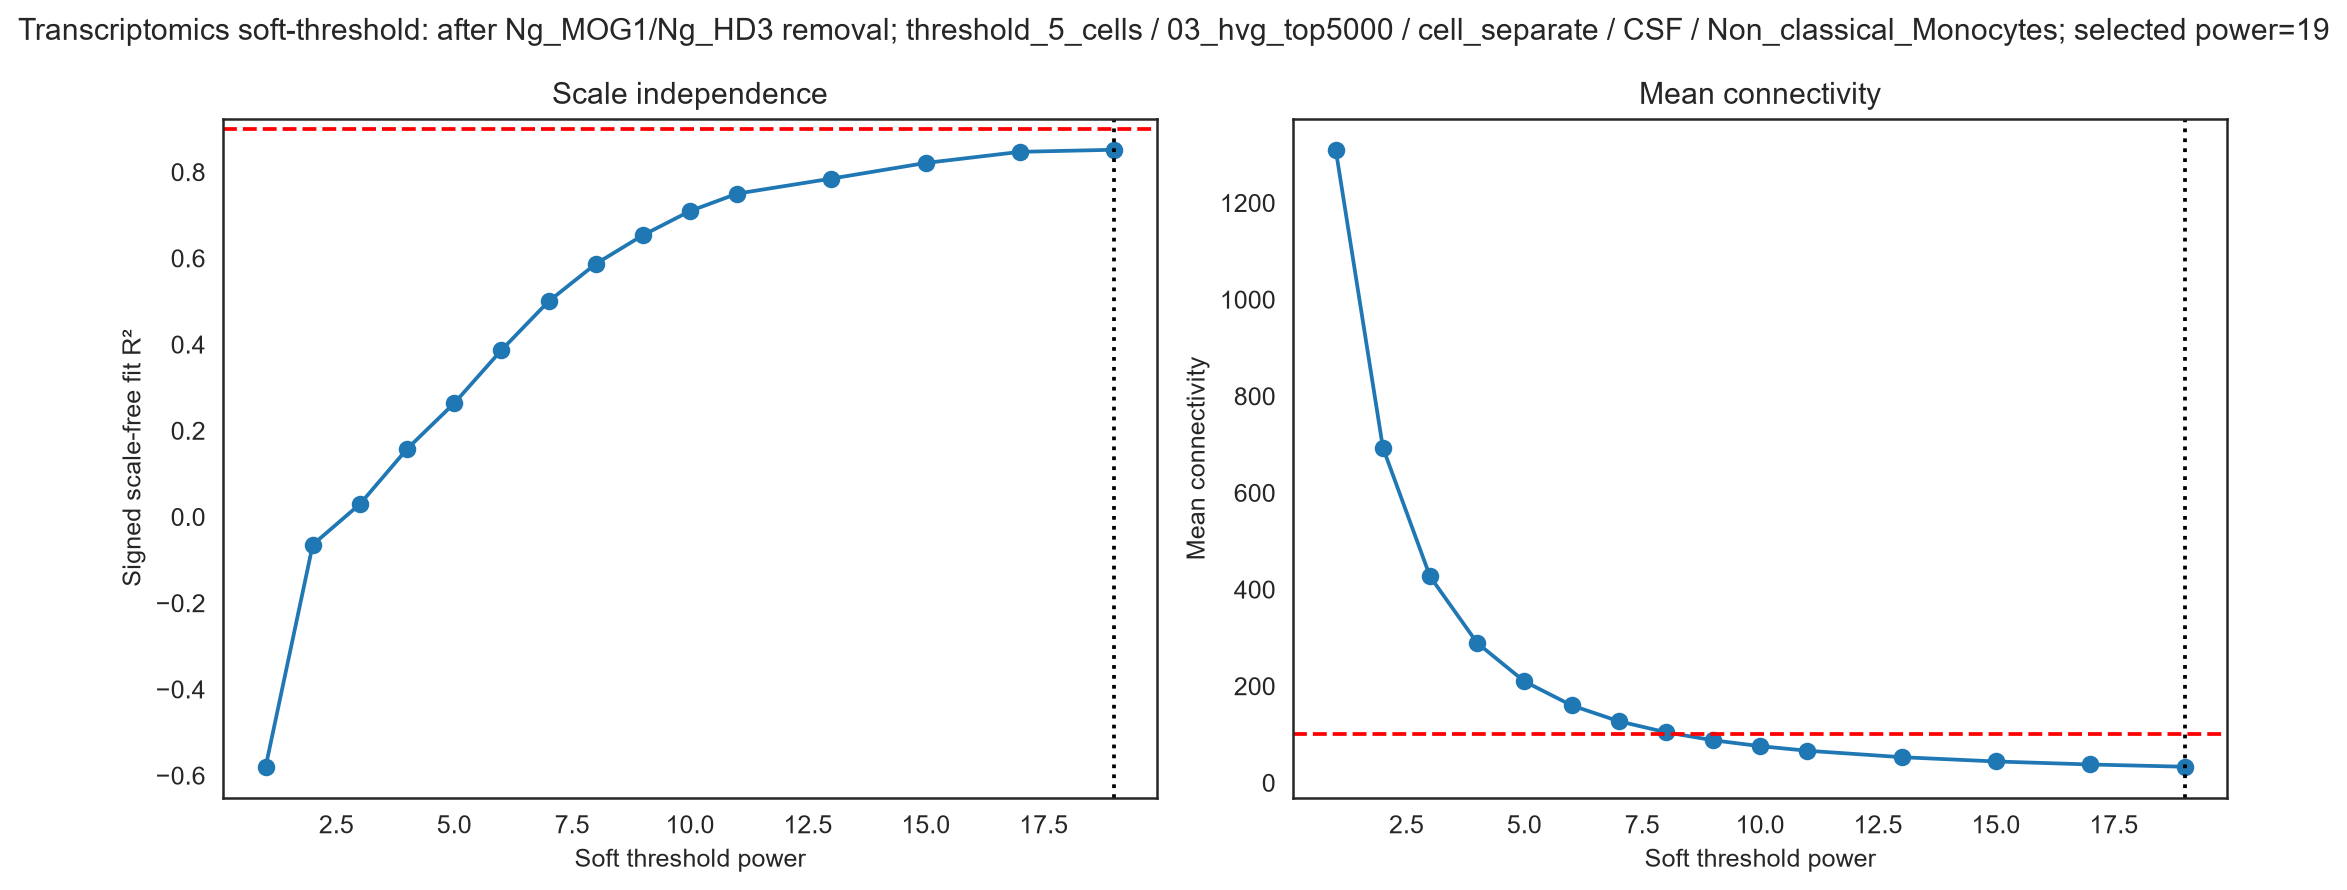 Transcriptomics soft-threshold: after Ng_MOG1/Ng_HD3 removal; threshold_5_cells / 03_hvg_top5000 / cell_separate / CSF / Non_classical_Monocytes; selected power=19
Scale independence
Signed scale-free fit R²
0.8
0.6
0.4
0.2
0.0
−0.2
−0.4
−0.6
2.5 5.0 7.5 10.0 12.5 15.0 17.5
Soft threshold power
Mean connectivity
Mean connectivity
1200
1000
800
600
400
200
0
2.5 5.0 7.5 10.0 12.5 15.0 17.5
Soft threshold power